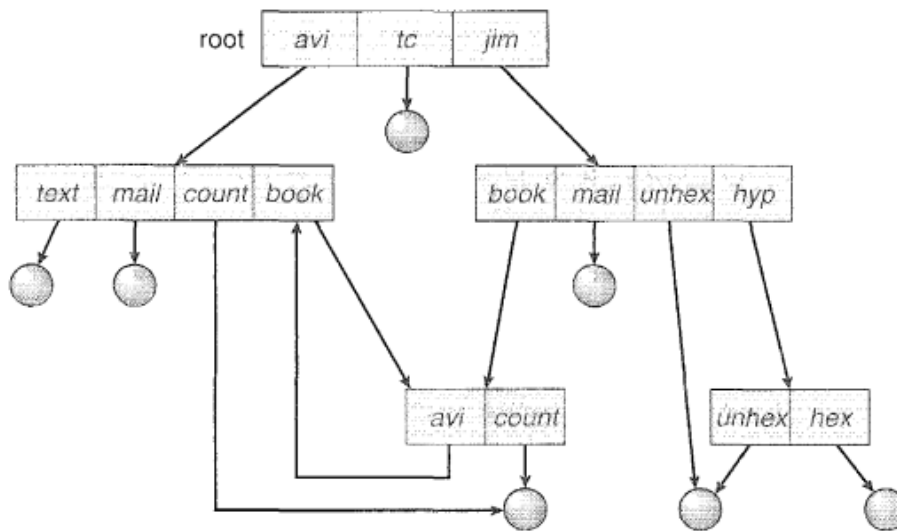 root avi tc jim
text mail count book book mail unhex hyp
avi count unhex hex